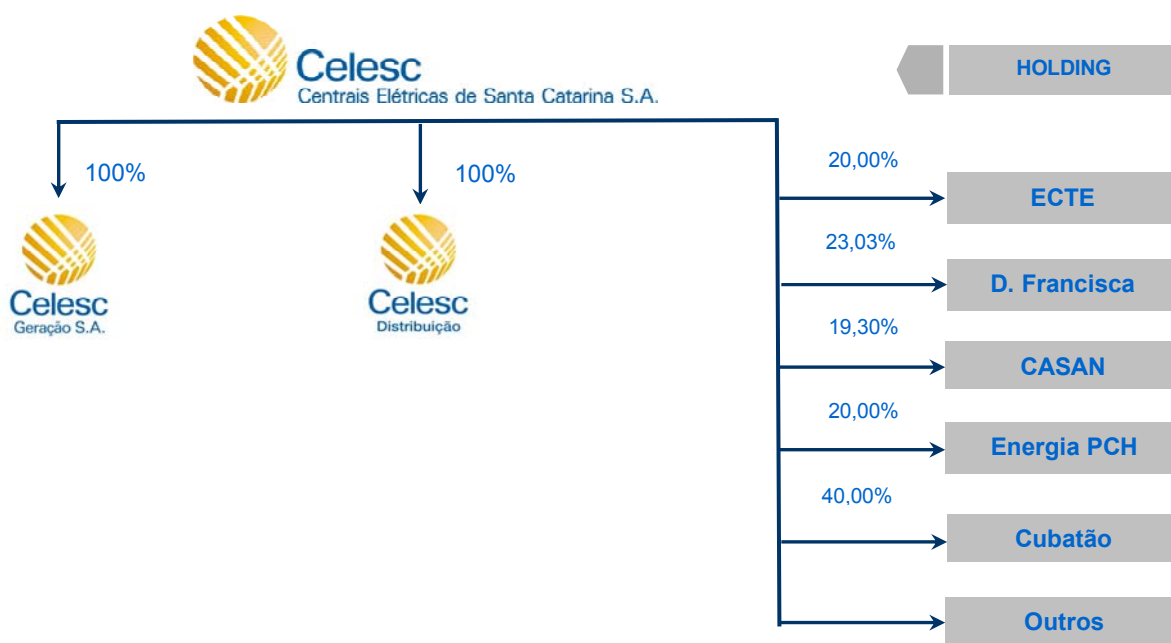 Celesc
Centrais Elétricas de Santa Catarina S.A.
HOLDING
100%
100%
Celesc
Geração S.A.
Celesc
Distribuição
20,00%
ECTE
23,03%
D. Francisca
19,30%
CASAN
20,00%
Energia PCH
40,00%
Cubatão
Outros